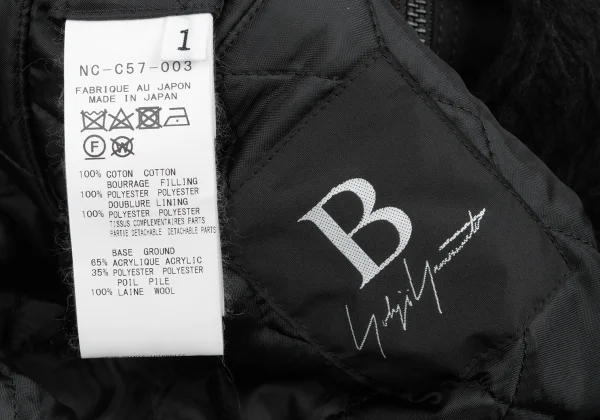 1
NC-C57-003
FABRIQUE AU JAPON
MADE IN JAPAN
F
W
100% COTON COTTON
BOURRAGE FILLING
100% POLYESTER POLYESTER
DOUBLURE LINING
100% POLYESTER POLYESTER
TISSUS COMPLEMENTAIRES PARTS
PARTIE DETACHABLE DETACHABLE PARTS
BASE GROUND
65% ACRYLIQUE ACRYLIC
35% POLYESTER POLYESTER
POIL PILE
100% LAINE WOOL
B
Yohji Yamamoto